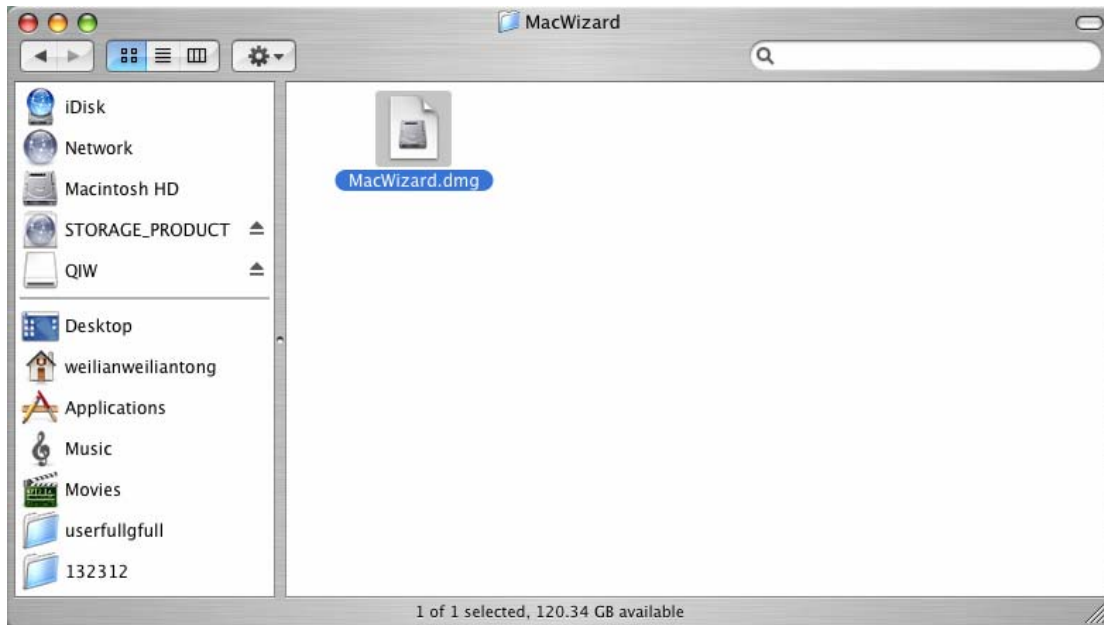 MacWizard
iDisk
Network
Macintosh HD
STORAGE_PRODUCT
QIW
Desktop
weilianweiliantong
Applications
Music
Movies
userfullgfull
132312
MacWizard.dmg
1 of 1 selected, 120.34 GB available